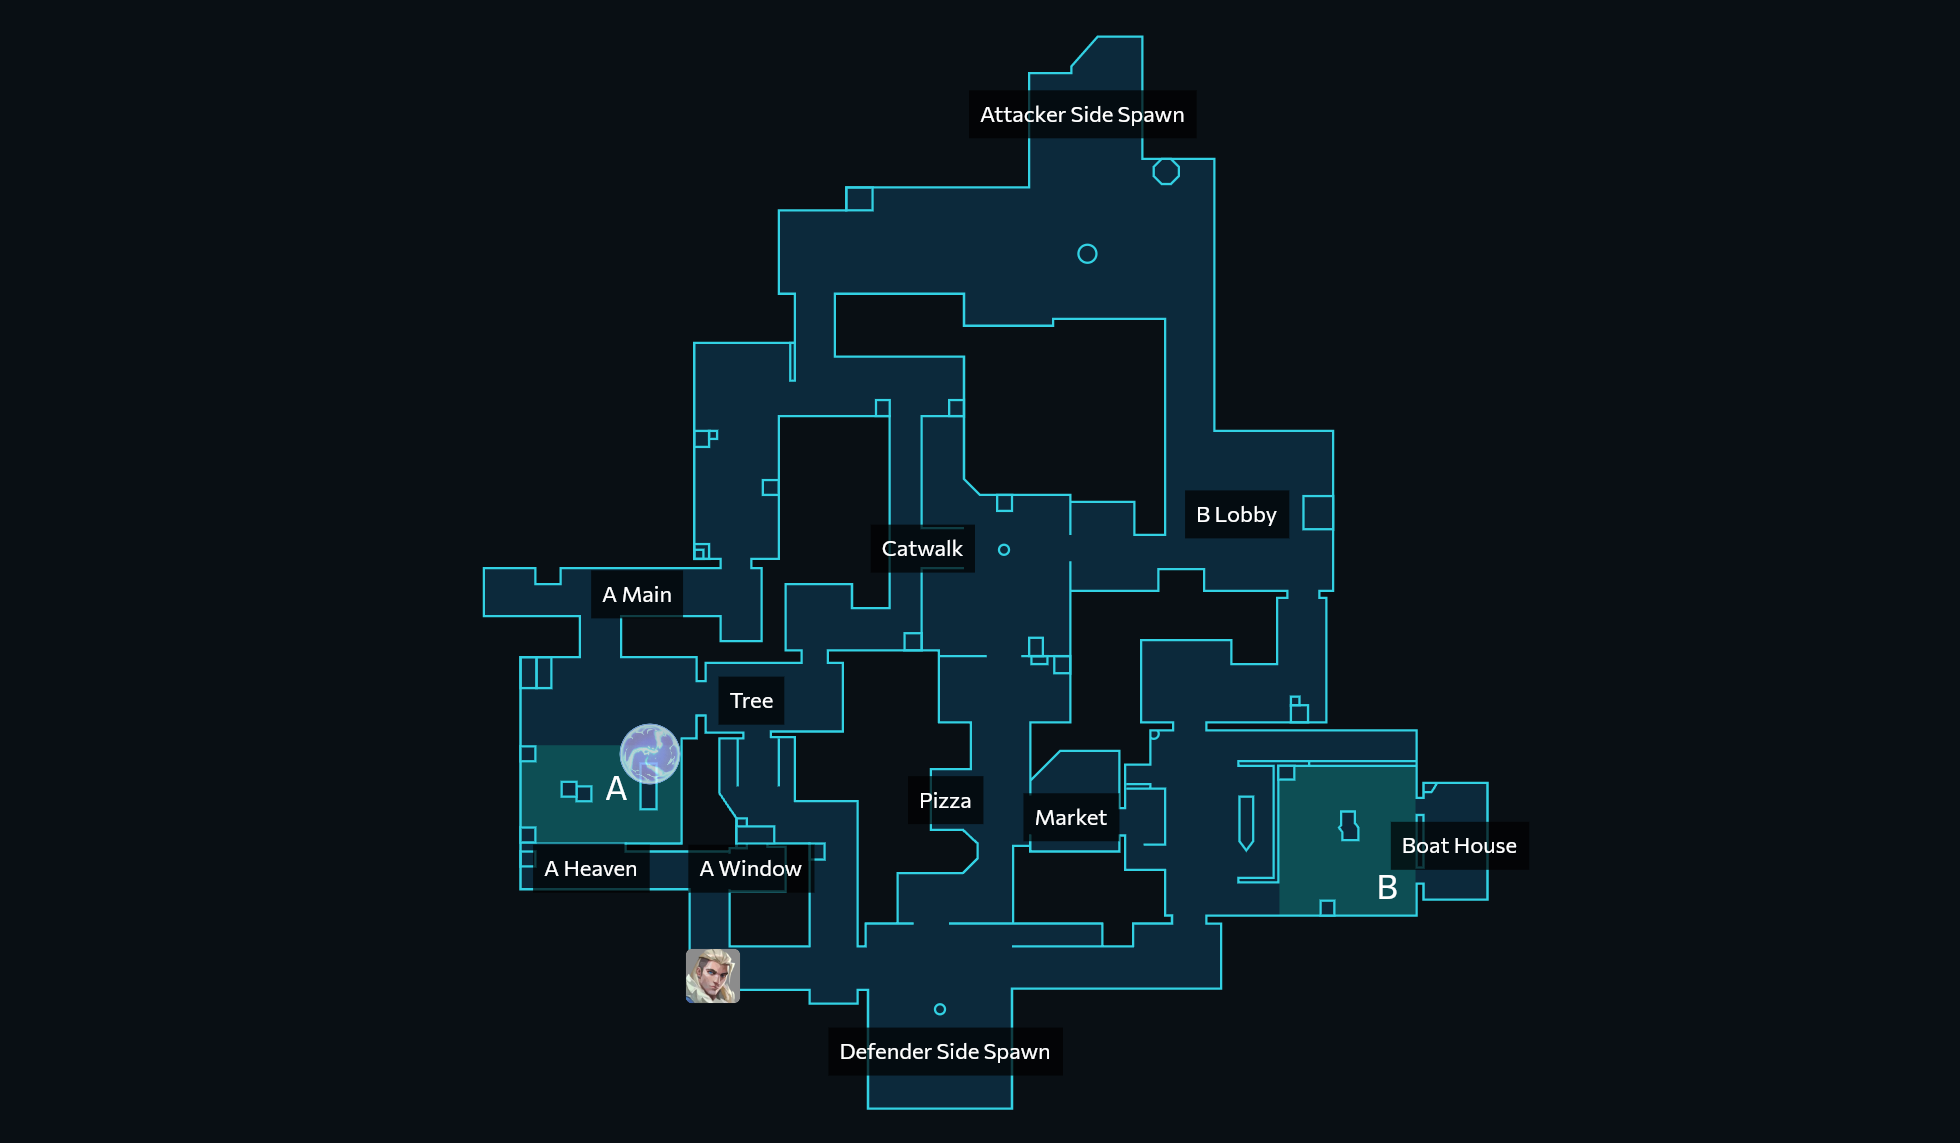 Attacker Side Spawn
B Lobby
Catwalk
A Main
Tree
A
Pizza
Market
Boat House
A Heaven
A Window
B
Defender Side Spawn